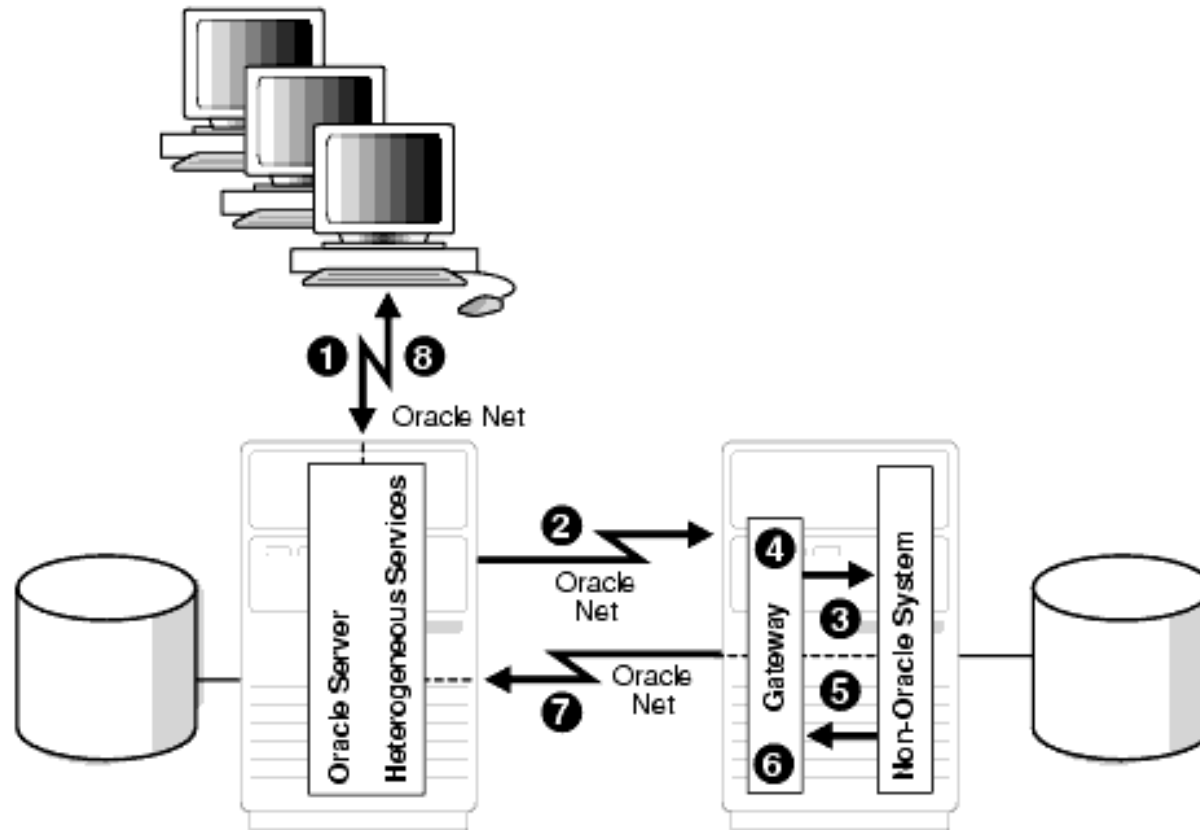 1
8
Oracle Net
Oracle Server
Heterogeneous Services
2
Oracle
Net
7
Oracle
Net
4
Gateway
3
5
6
Non-Oracle System